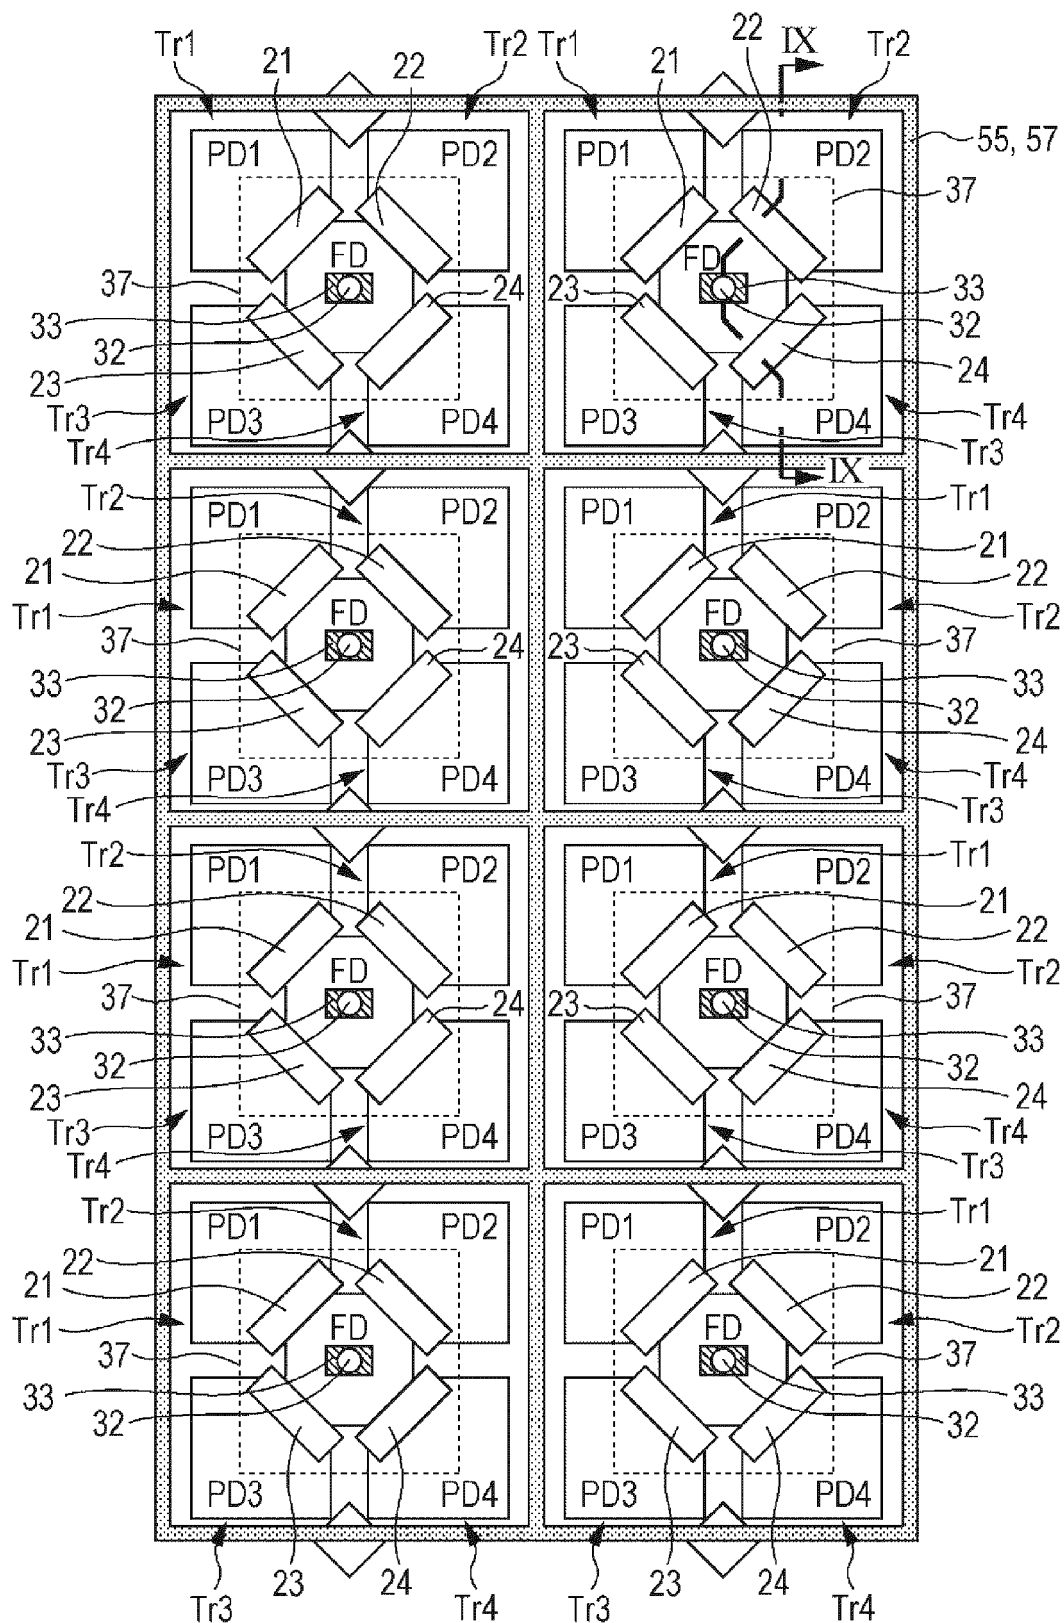 Tr1 21 22 Tr2 Tr1 21 22 IX Tr2
PD1 PD2 PD1 PD2 55, 57
37
FD FD
37 24 23 33
33 32
32 24
23
Tr3 PD3 PD4 PD3 PD4 Tr4
Tr4 Tr3
IX
Tr2 Tr1
PD1 PD2 PD1 PD2
22 21
21 22
Tr1 FD FD Tr2
37 24 23 37
33 33
32 32
23 24
Tr3 PD3 PD4 PD3 PD4 Tr4
Tr4 Tr3
Tr2 Tr1
PD1 PD2 PD1 PD2
22 21
21 22
Tr1 FD FD Tr2
37 24 23 37
33 33
32 32
23 24
Tr3 PD3 PD4 PD3 PD4 Tr4
Tr4 Tr3
Tr2 Tr1
PD1 PD2 PD1 PD2
22 21
21 22
Tr1 FD FD Tr2
37 37
33 33
32 32
PD3 PD4 PD3 PD4
23 24 23 24
Tr3 Tr4 Tr3 Tr4